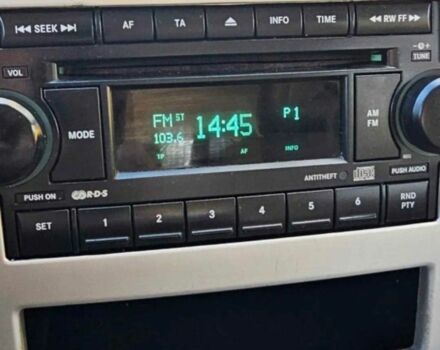 SEEK AF TA INFO TIME RW FF
VOL TUNE
MODE FM ST 14:45 P1 AM
103.6 FM
TP AF INFO
ANTITHEFT
PUSH ON R·D·S PUSH AUDIO
SET 1 2 3 4 5 6 RND
PTY